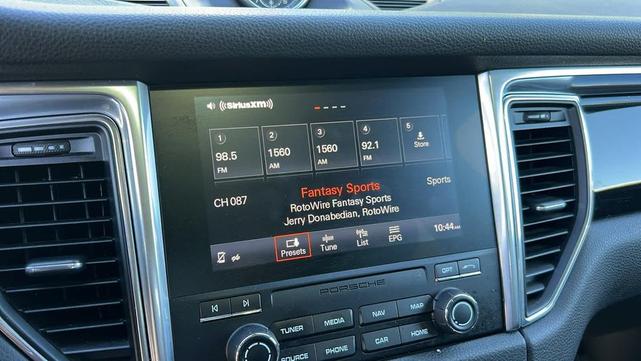 ((SiriusXM))
1 2 3 4 5
98.5 1560 1560 92.1 Store
FM AM AM FM
CH 087 Fantasy Sports Sports
RotoWire Fantasy Sports
Jerry Donabedian, RotoWire
Presets Tune List EPG 10:44AM
PORSCHE
OPT
TUNER MEDIA NAV MAP
SOURCE PHONE CAR HOME